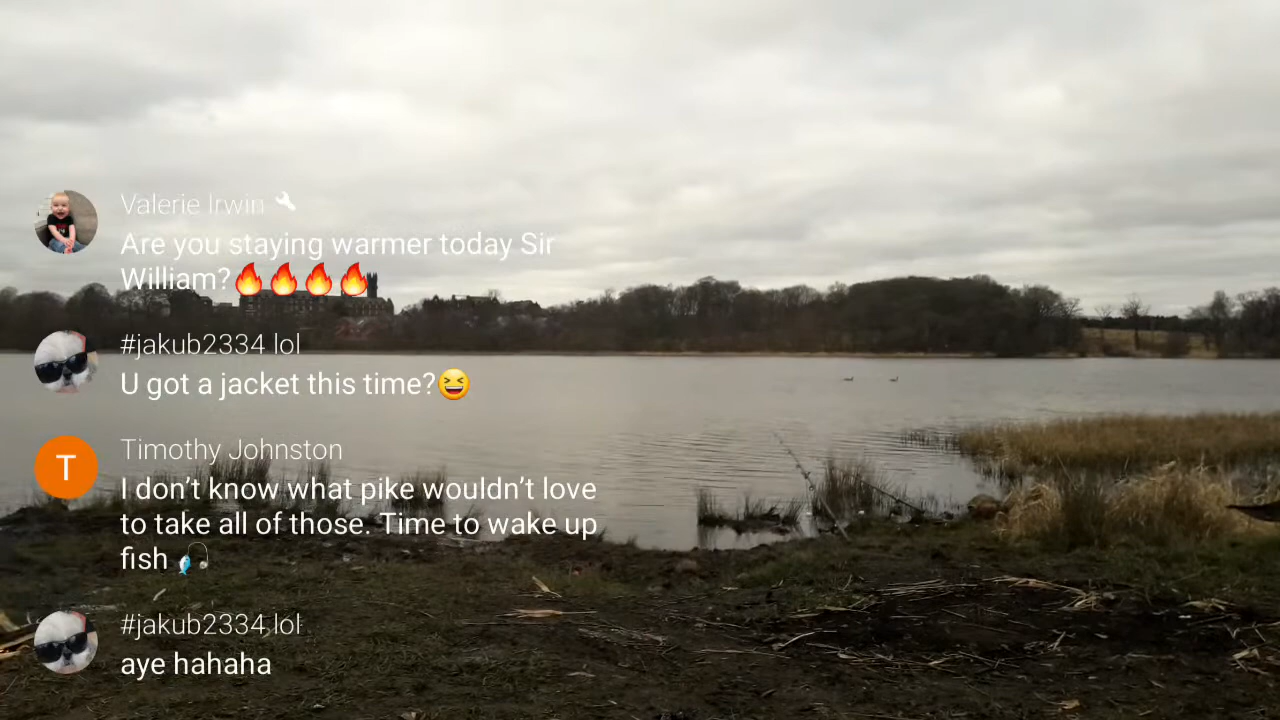 Valerie Irwin 🔧
Are you staying warmer today Sir
William?🔥🔥🔥🔥
#jakub2334 lol
U got a jacket this time?😆
T
Timothy Johnston
I don’t know what pike wouldn’t love
to take all of those. Time to wake up
fish 🎣
#jakub2334 lol
aye hahaha